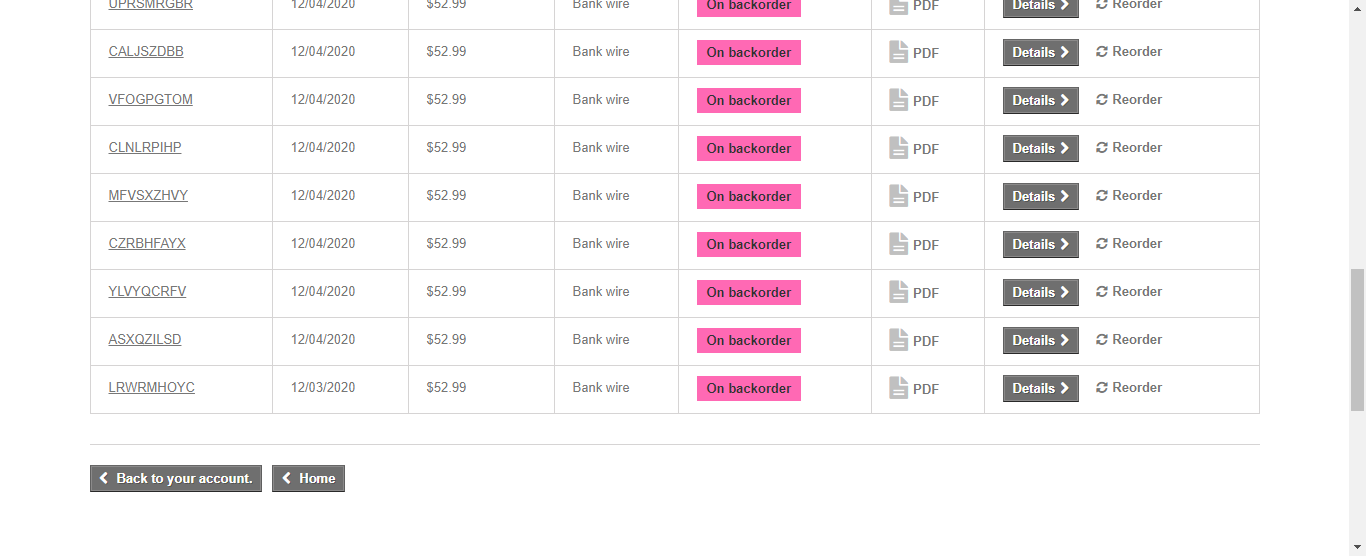 UPRSMRGBR 12/04/2020 $52.99 Bank wire On backorder PDF Details Reorder
CALJSZDBB 12/04/2020 $52.99 Bank wire On backorder PDF Details Reorder
VFOGPGTOM 12/04/2020 $52.99 Bank wire On backorder PDF Details Reorder
CLNLRPIHP 12/04/2020 $52.99 Bank wire On backorder PDF Details Reorder
MFVSXZHVY 12/04/2020 $52.99 Bank wire On backorder PDF Details Reorder
CZRBHFAYX 12/04/2020 $52.99 Bank wire On backorder PDF Details Reorder
YLVYQCRFV 12/04/2020 $52.99 Bank wire On backorder PDF Details Reorder
ASXQZILSD 12/04/2020 $52.99 Bank wire On backorder PDF Details Reorder
LRWRMHOYC 12/03/2020 $52.99 Bank wire On backorder PDF Details Reorder
Back to your account. Home